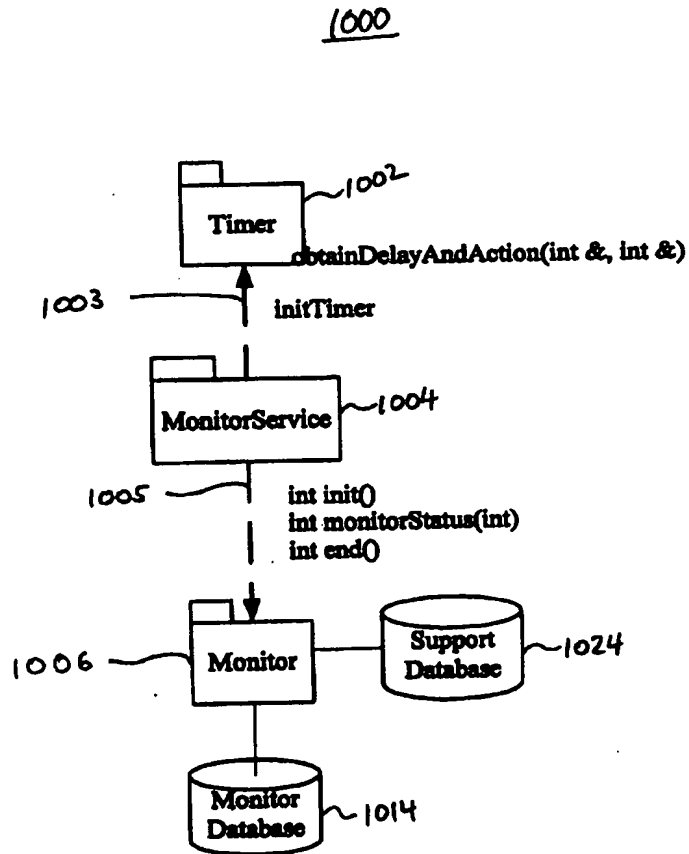 1000
1002
Timer
obtainDelayAndAction(int &, int &)
1003
initTimer
MonitorService
1004
1005
int init()
int monitorStatus(int)
int end()
1006
Monitor
Support
Database
1024
Monitor
Database
1014